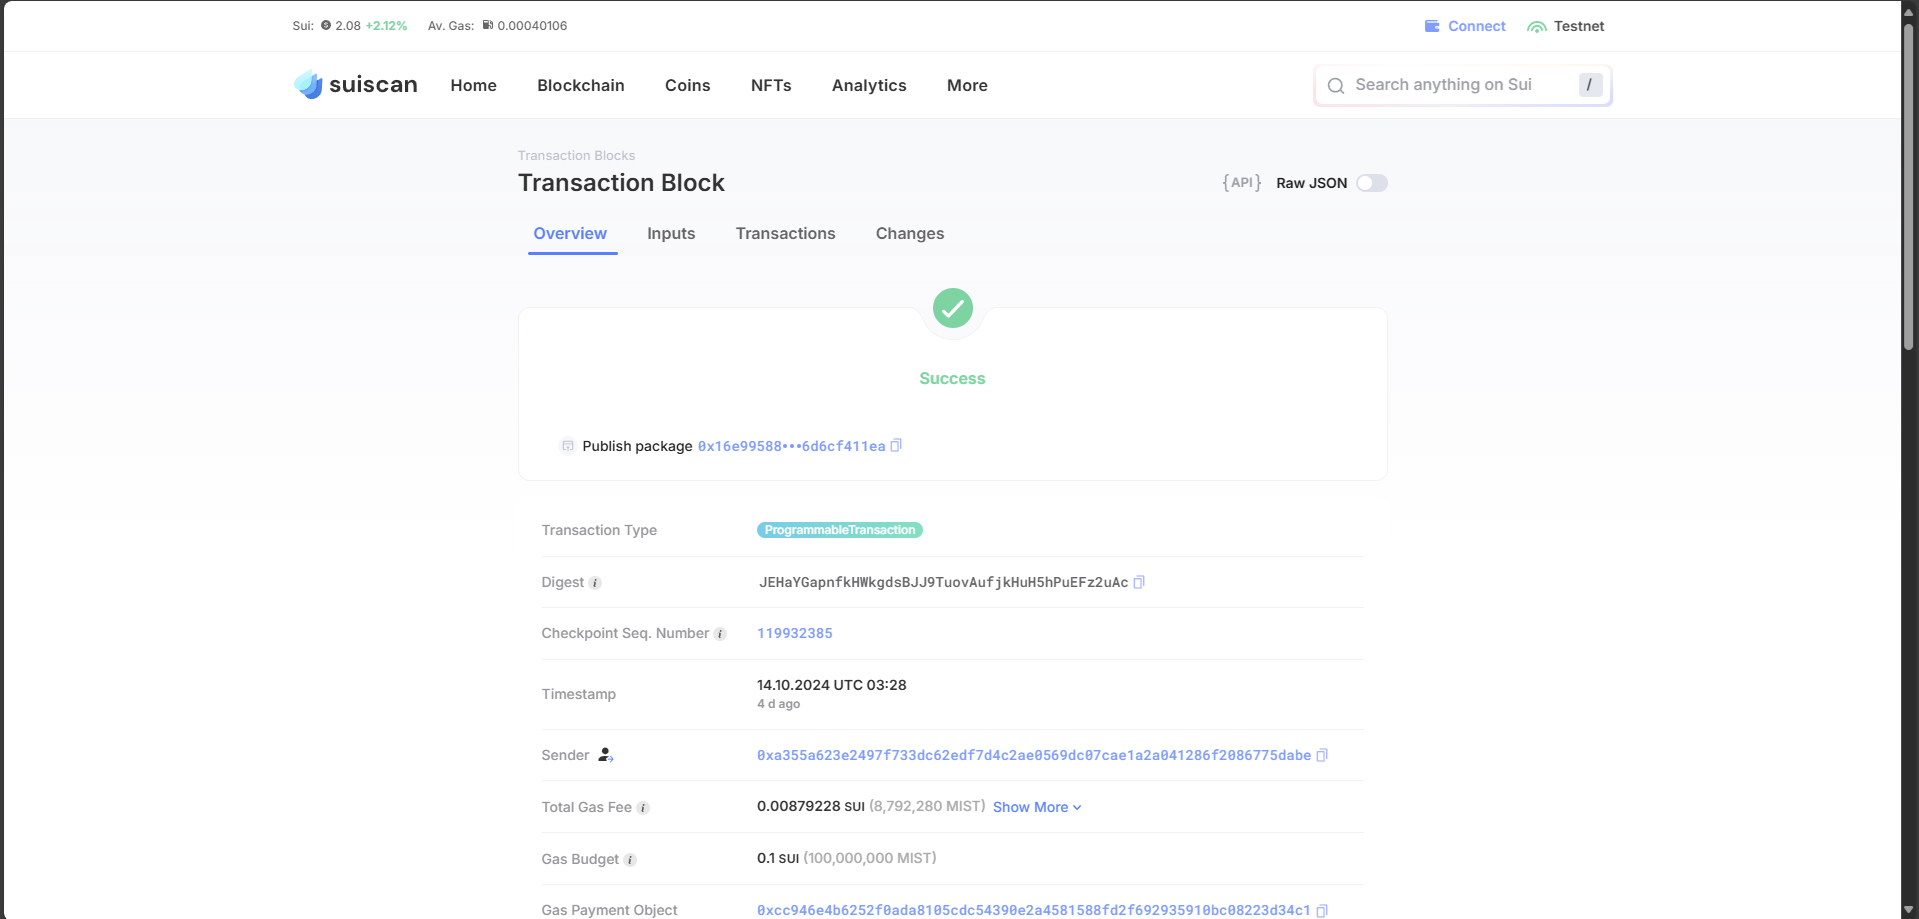 Sui: 2.08 +2.12% Av. Gas: 0.00040106 Connect Testnet
suiscan Home Blockchain Coins NFTs Analytics More Search anything on Sui /
Transaction Blocks
Transaction Block {API} Raw JSON
Overview Inputs Transactions Changes
Success
Publish package 0x16e99588•••6d6cf411ea
Transaction Type ProgrammableTransaction
Digest i JEHaYGapnfkHWkgdsBJJ9TuovAufjkHuH5hPuEFz2uAc
Checkpoint Seq. Number i 119932385
Timestamp 14.10.2024 UTC 03:28
4 d ago
Sender 0xa355a623e2497f733dc62edf7d4c2ae0569dc07cae1a2a041286f2086775dabe
Total Gas Fee i 0.00879228 SUI (8,792,280 MIST) Show More
Gas Budget i 0.1 SUI (100,000,000 MIST)
Gas Payment Object 0xcc946e4b6252f0ada8105cdc54390e2a4581588fd2f692935910bc08223d34c1